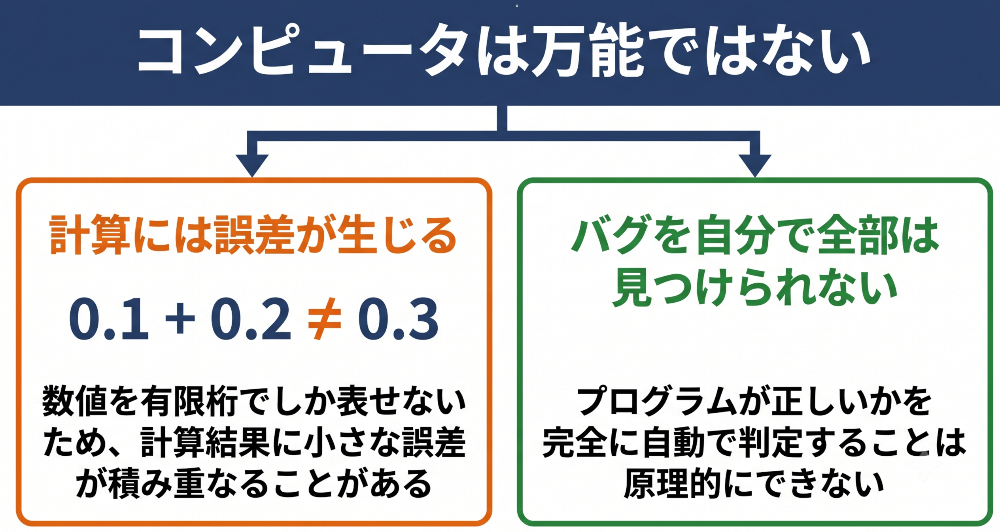 コンピュータは万能ではない
計算には誤差が生じる
0.1 + 0.2 ≠ 0.3
数値を有限桁でしか表せない
ため、計算結果に小さな誤差
が積み重なることがある
バグを自分で全部は
見つけられない
プログラムが正しいかを
完全に自動で判定することは
原理的にできない